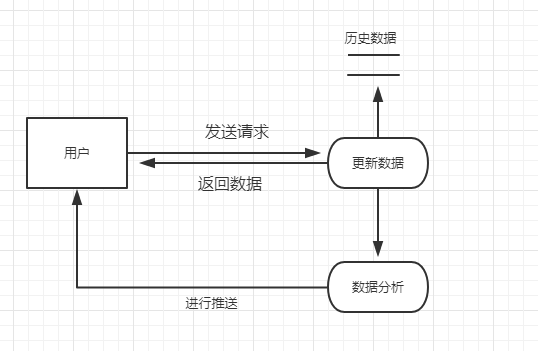 历史数据
发送请求
用户
更新数据
返回数据
数据分析
进行推送